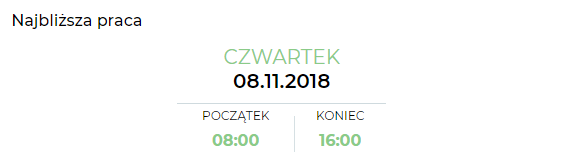 Najbliższa praca
CZWARTEK
08.11.2018
POCZĄTEK KONIEC
08:00 16:00